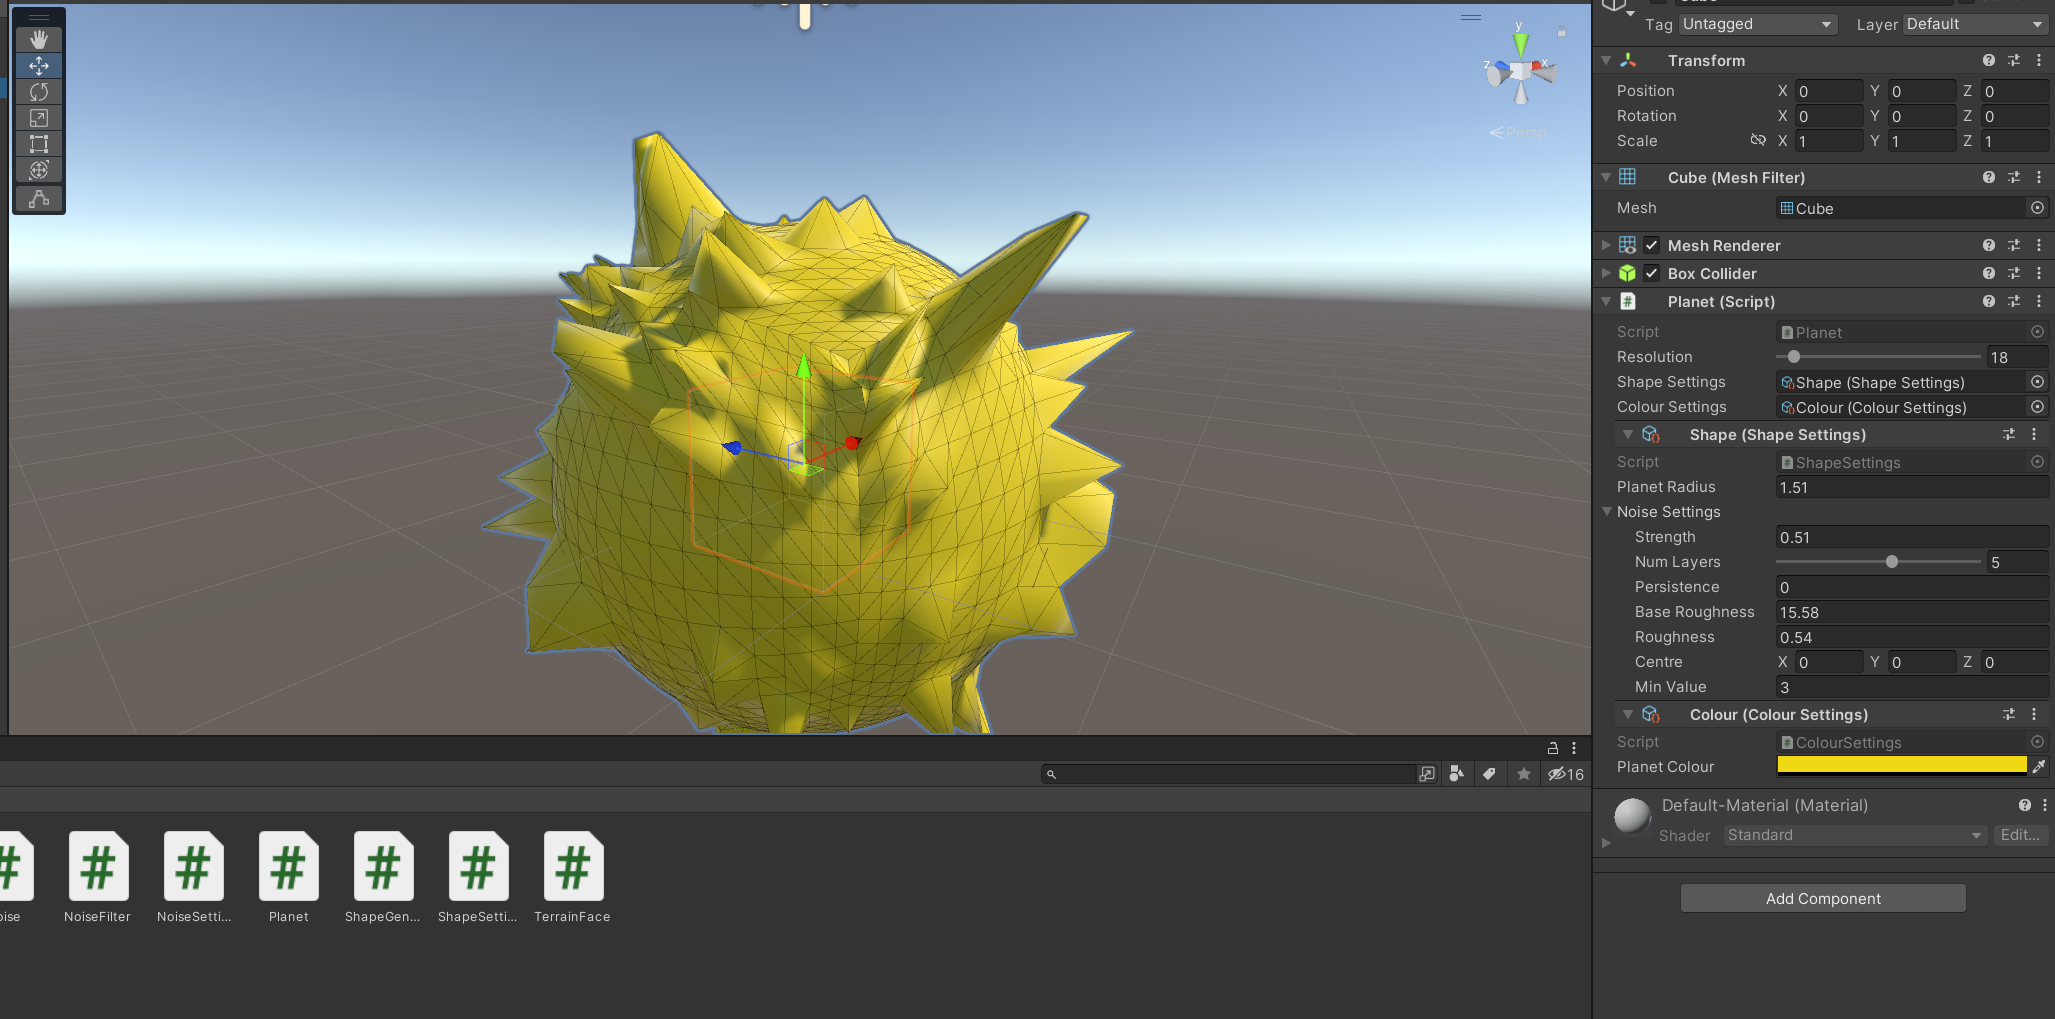 y
z
x
Persp
Tag Untagged Layer Default
Transform
Position X 0 Y 0 Z 0
Rotation X 0 Y 0 Z 0
Scale X 1 Y 1 Z 1
Cube (Mesh Filter)
Mesh Cube
Mesh Renderer
Box Collider
Planet (Script)
Script Planet
Resolution 18
Shape Settings Shape (Shape Settings)
Colour Settings Colour (Colour Settings)
Shape (Shape Settings)
Script ShapeSettings
Planet Radius 1.51
Noise Settings
Strength 0.51
Num Layers 5
Persistence 0
Base Roughness 15.58
Roughness 0.54
Centre X 0 Y 0 Z 0
Min Value 3
Colour (Colour Settings)
Script ColourSettings
Planet Colour
Default-Material (Material)
Shader Standard Edit...
Add Component
16
oise NoiseFilter NoiseSetti... Planet ShapeGen... ShapeSetti... TerrainFace